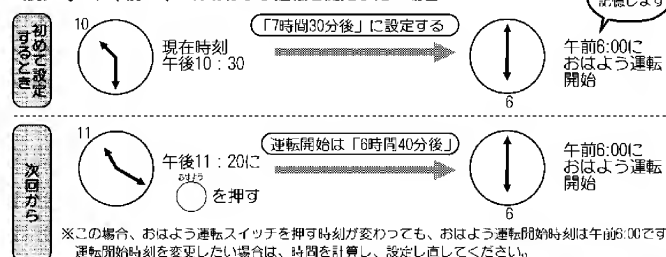 記憶します
初めて設定
するとき
10
現在時刻
午後10：30
「7時間30分後」に設定する
6
午前6:00に
おはよう運転
開始
次回から
11
午後11：20に
おはよう
を押す
運転開始は「6時間40分後」
6
午前6:00に
おはよう運転
開始
※この場合、おはよう運転スイッチを押す時刻が変わっても、おはよう運転開始時刻は午前6:00です
運転開始時刻を変更したい場合は、時間を計算し、設定し直してください。